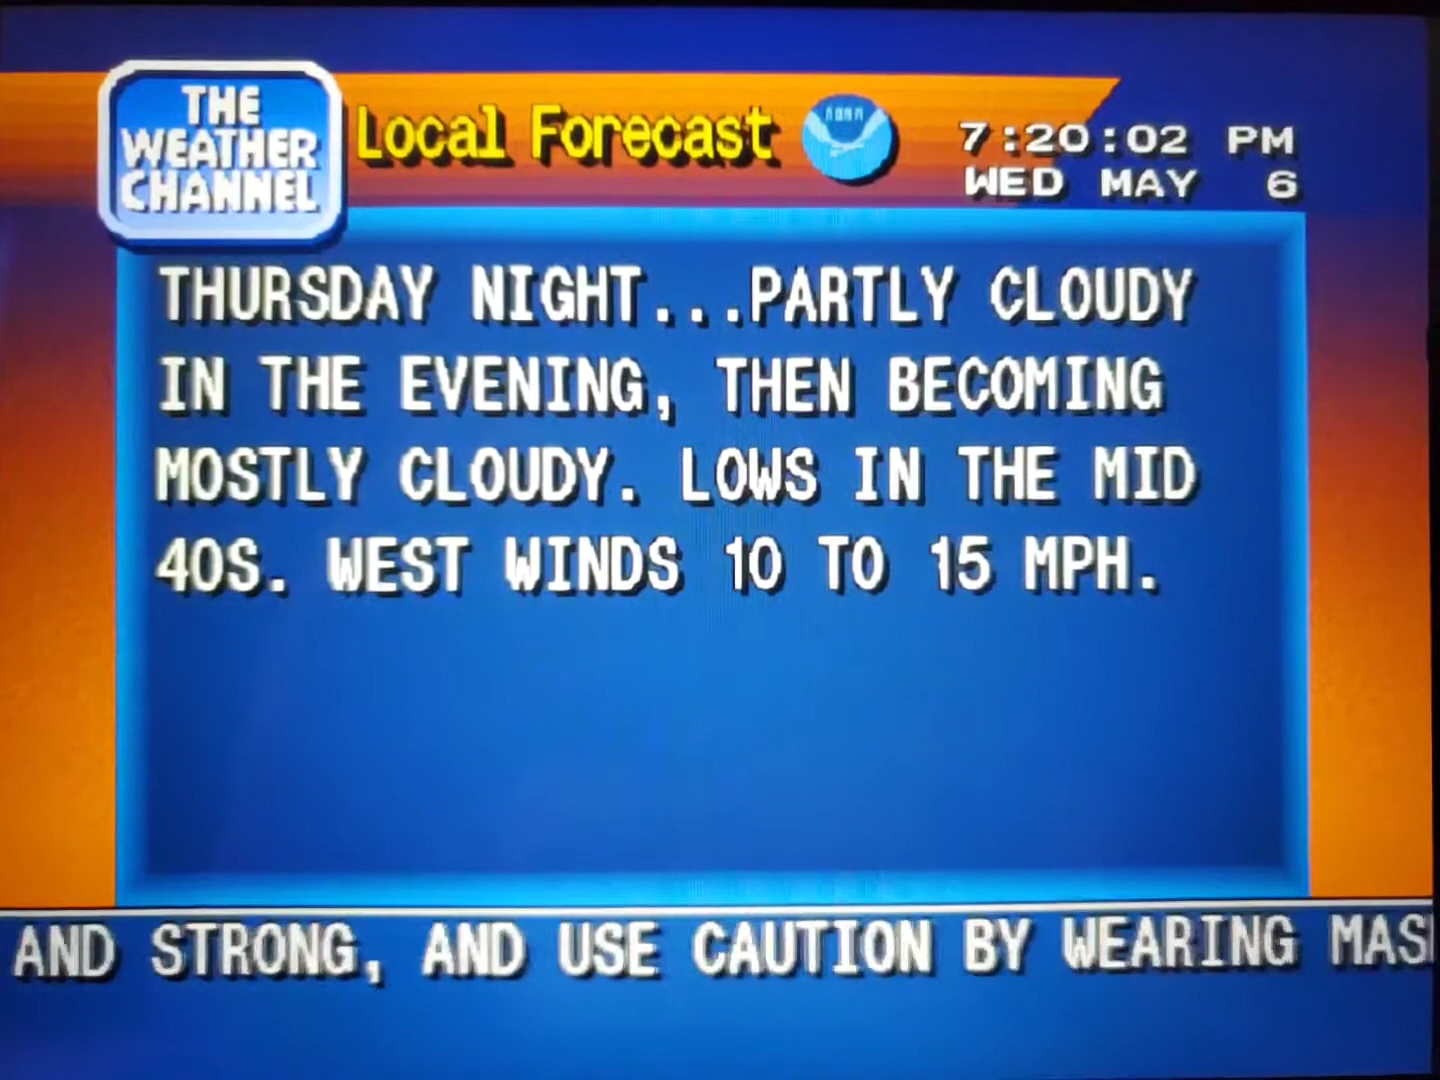 THE
WEATHER
CHANNEL
Local Forecast
NOAA
7:20:02 PM
WED MAY 6
THURSDAY NIGHT...PARTLY CLOUDY
IN THE EVENING, THEN BECOMING
MOSTLY CLOUDY. LOWS IN THE MID
40S. WEST WINDS 10 TO 15 MPH.
AND STRONG, AND USE CAUTION BY WEARING MAS